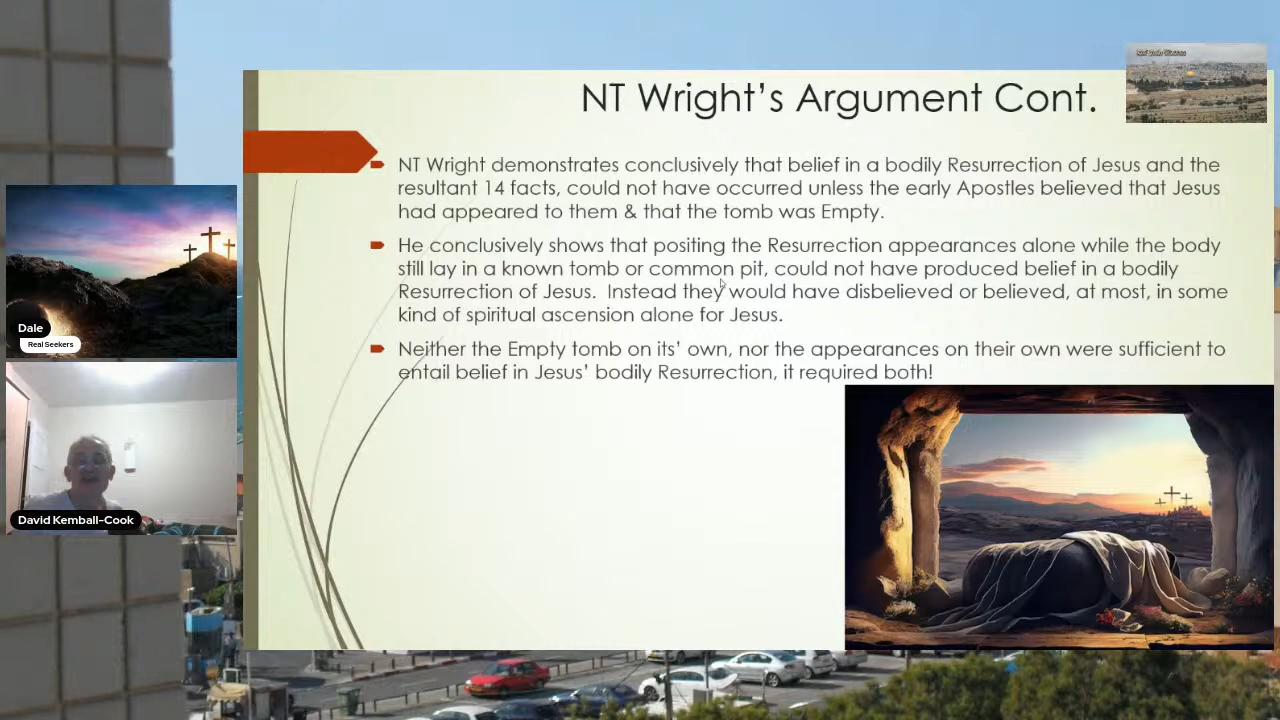 NT Wright's Argument Cont.
NT Wright demonstrates conclusively that belief in a bodily Resurrection of Jesus and the
resultant 14 facts, could not have occurred unless the early Apostles believed that Jesus
had appeared to them & that the tomb was Empty.
He conclusively shows that positing the Resurrection appearances alone while the body
still lay in a known tomb or common pit, could not have produced belief in a bodily
Resurrection of Jesus.  Instead they would have disbelieved or believed, at most, in some
kind of spiritual ascension alone for Jesus.
Neither the Empty tomb on its' own, nor the appearances on their own were sufficient to
entail belief in Jesus' bodily Resurrection, it required both!
Dale
Real Seekers
David Kemball-Cook